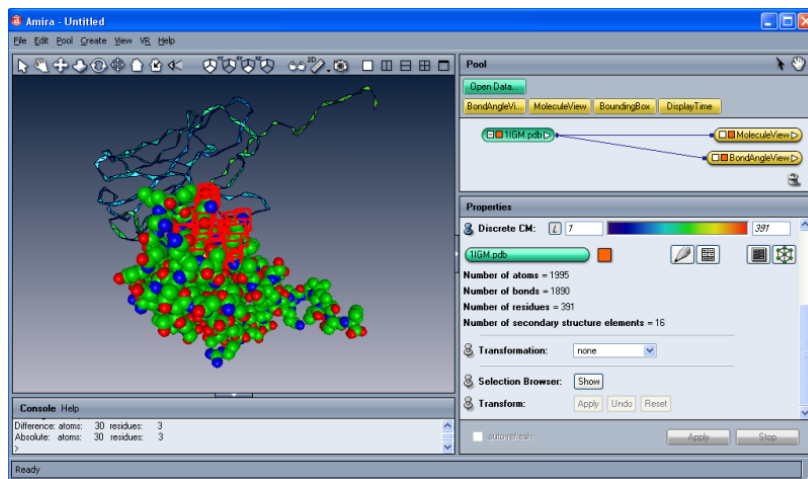 Amira - Untitled
File Edit Pool Create View VR Help
2D
Pool
Open Data...
BondAngleVi... MoleculeView BoundingBox DisplayTime
1IGM.pdb
MoleculeView
BondAngleView
Properties
Discrete CM: L 1 391
1IGM.pdb
Number of atoms = 1995
Number of bonds = 1890
Number of residues = 391
Number of secondary structure elements = 16
Transformation: none
Selection Browser: Show
Transform: Apply Undo Reset
auto-refresh Apply Stop
Console Help
Difference: atoms: 30 residues: 3
Absolute: atoms: 30 residues: 3
>
Ready